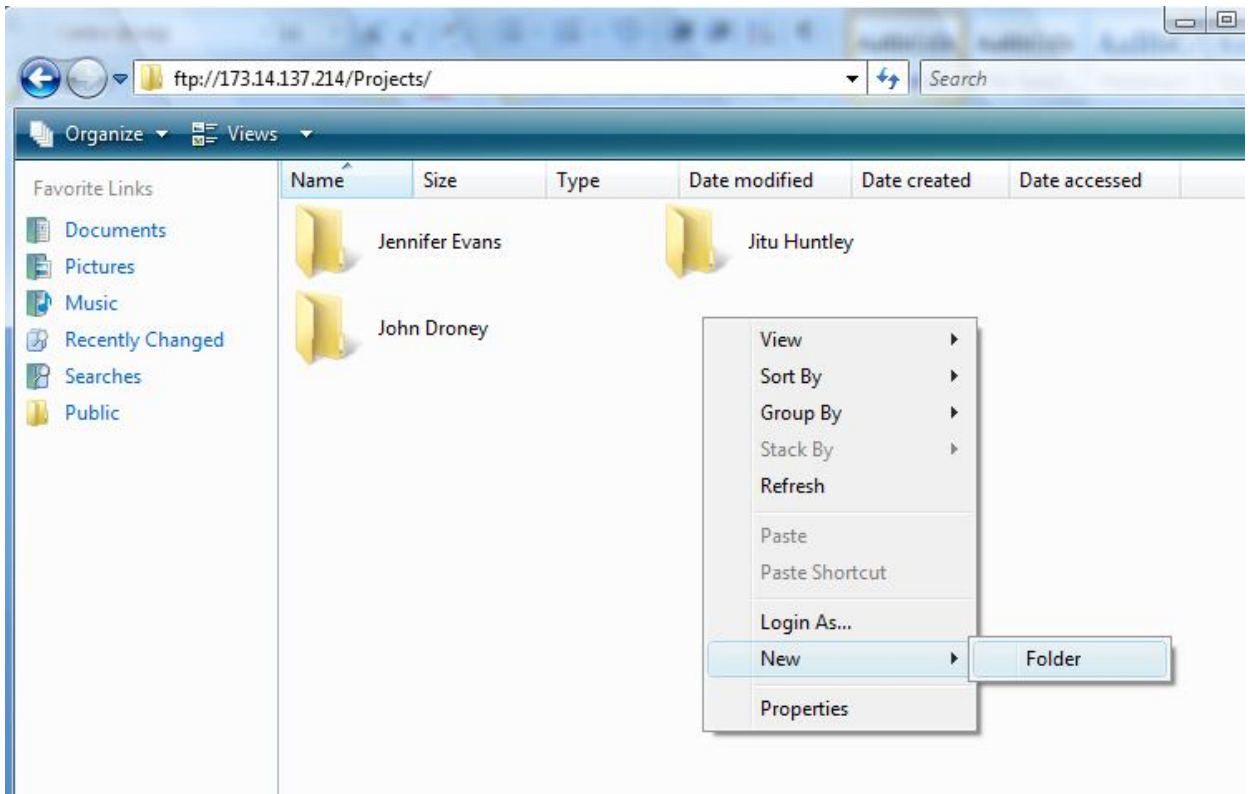 ftp://173.14.137.214/Projects/
Search
Organize
Views
Favorite Links
Documents
Pictures
Music
Recently Changed
Searches
Public
Name Size Type Date modified Date created Date accessed
Jennifer Evans Jitu Huntley
John Droney
View
Sort By
Group By
Stack By
Refresh
Paste
Paste Shortcut
Login As...
New
Folder
Properties